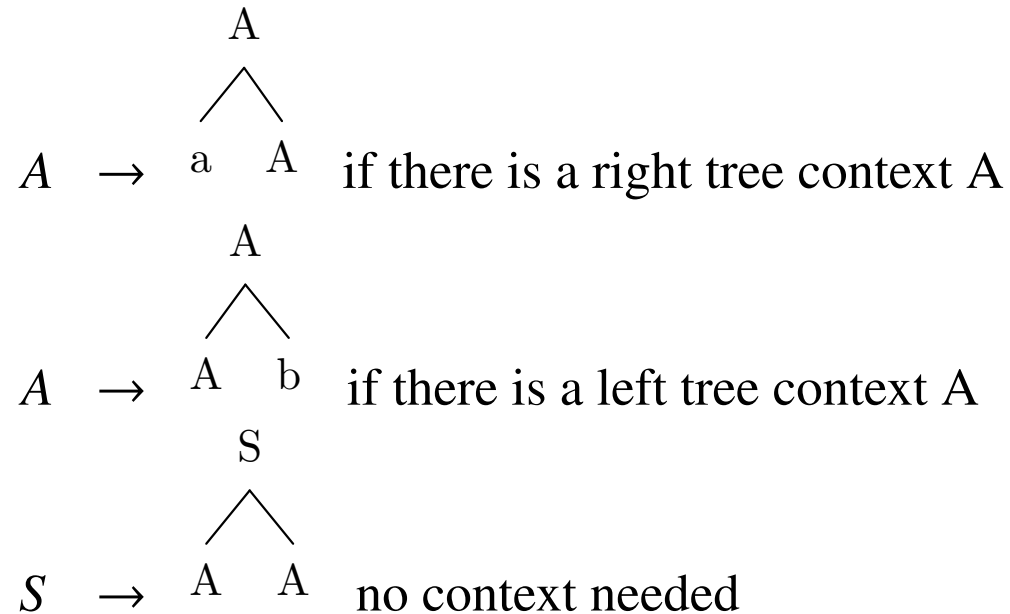 A
A → a A if there is a right tree context A
A
A → A b if there is a left tree context A
S
S → A A no context needed